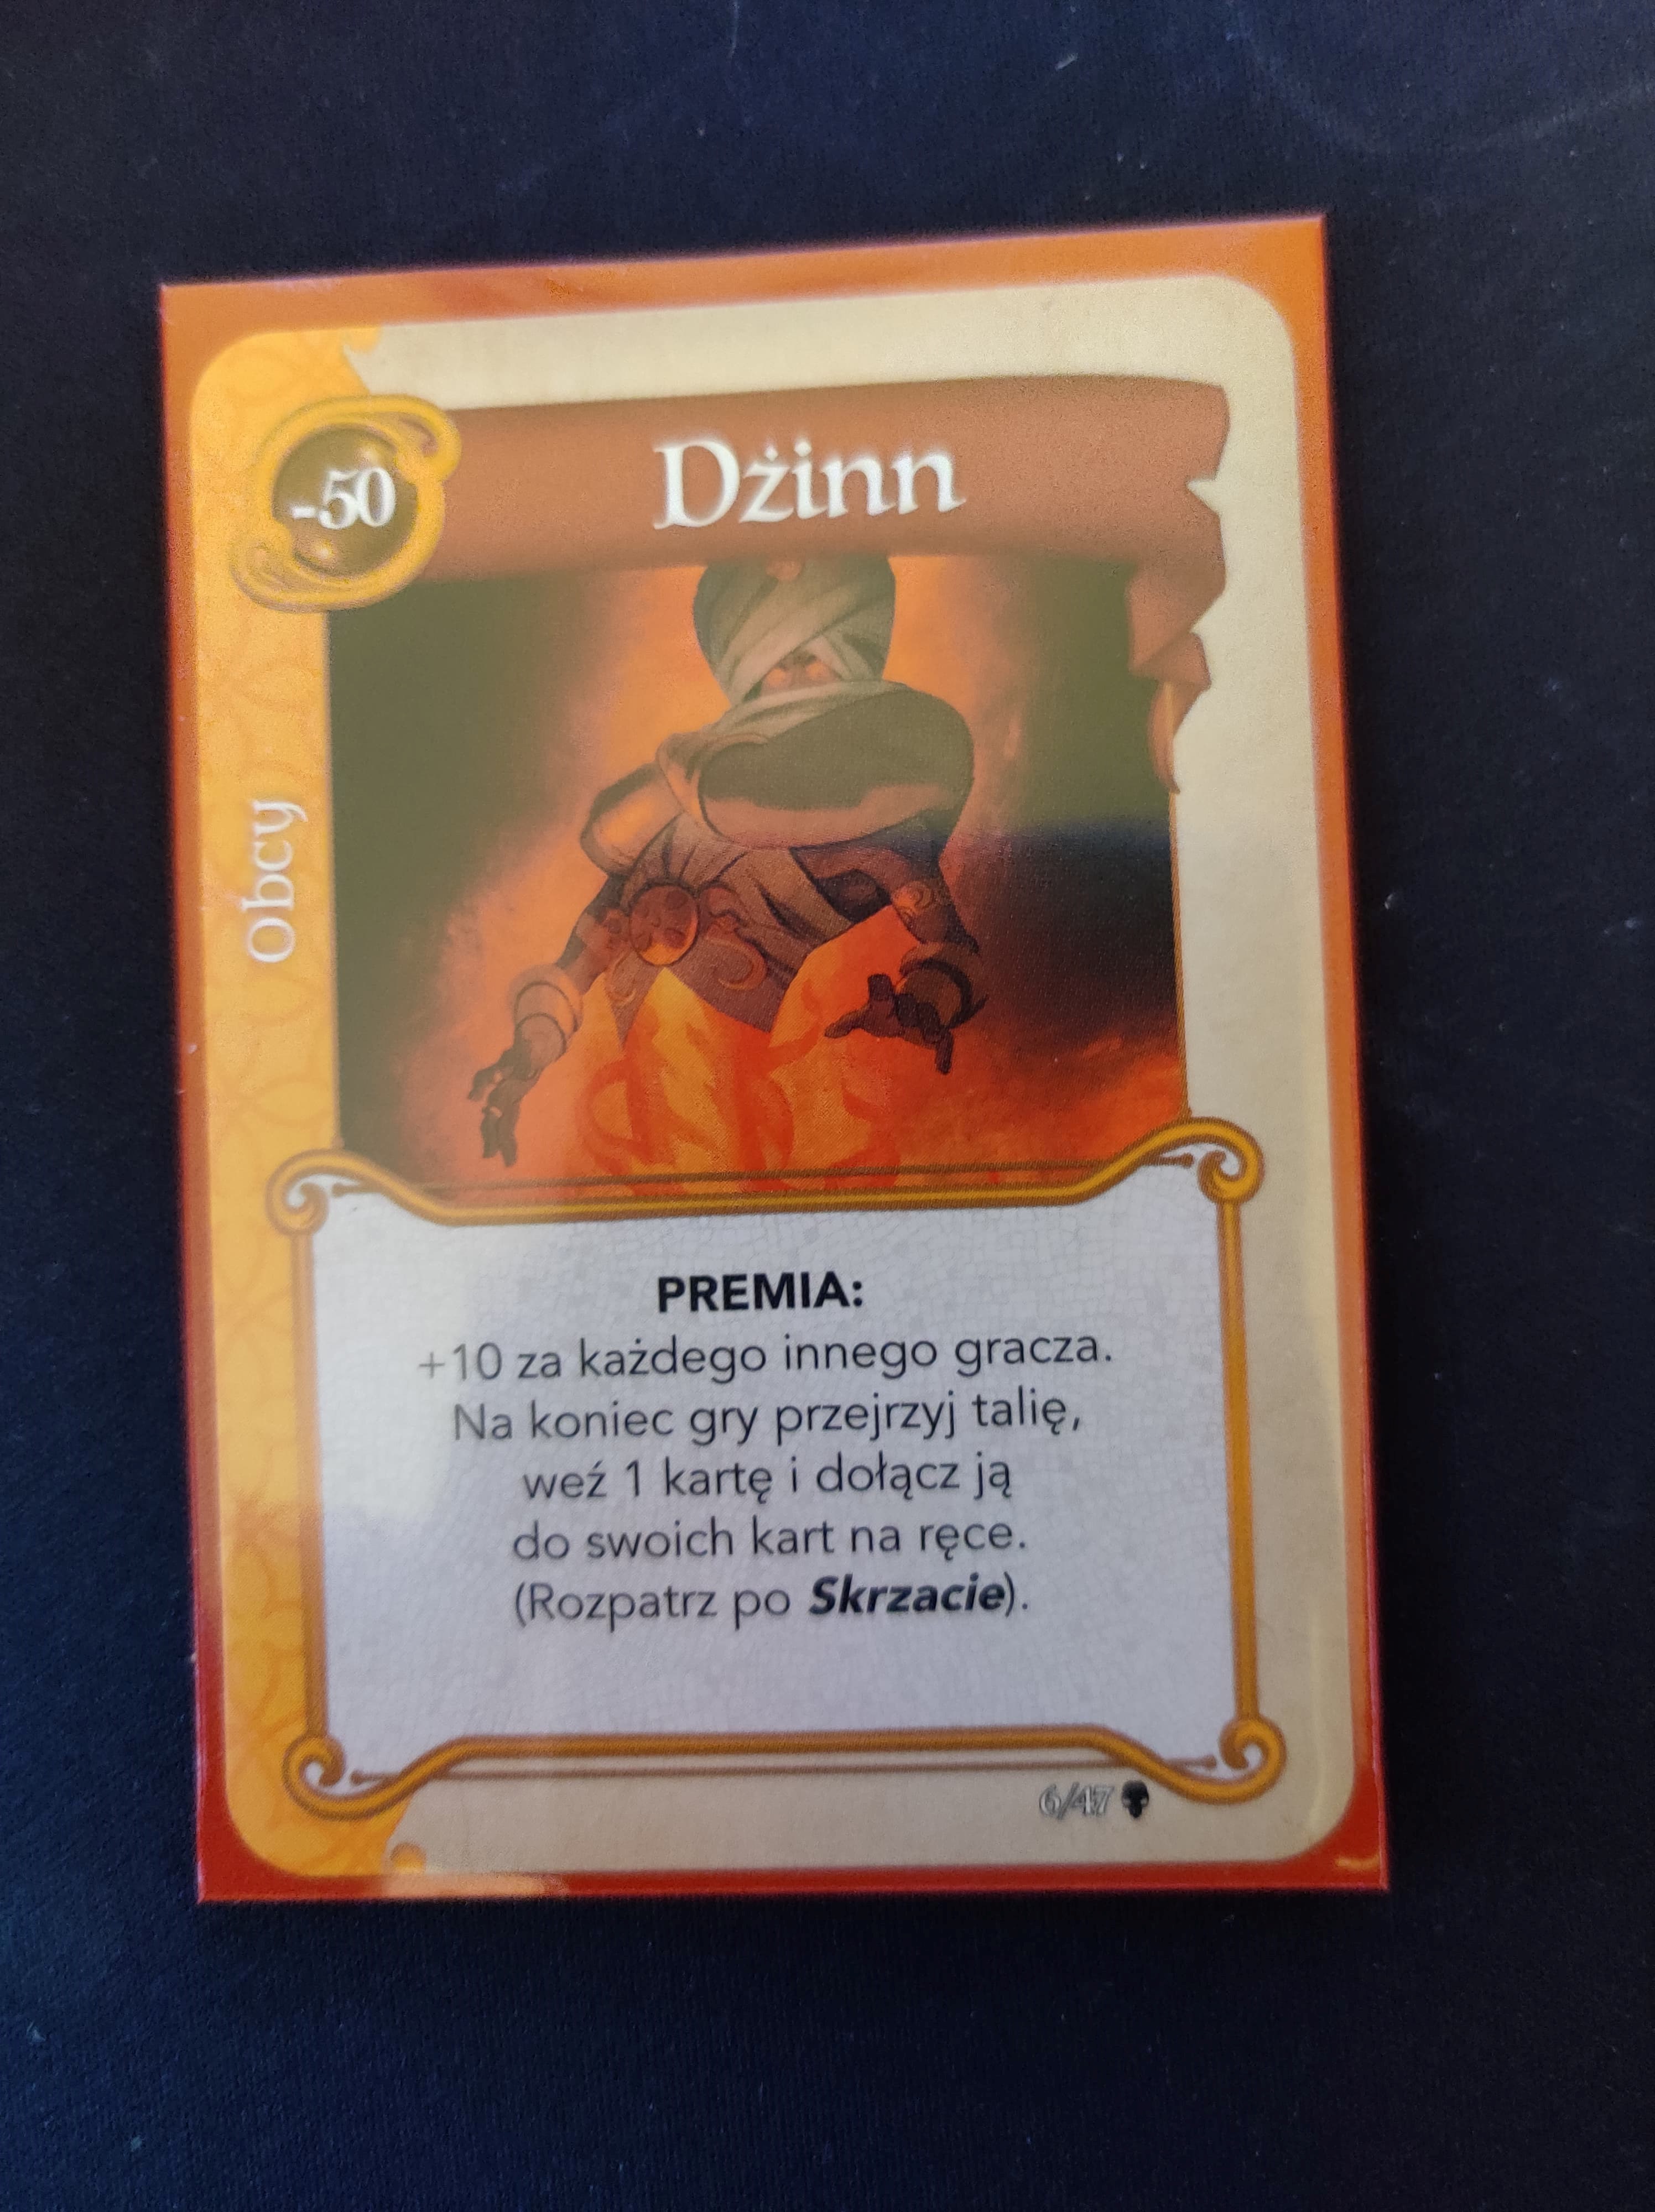 -50
Dżinn
Obcy
PREMIA:
+10 za każdego innego gracza.
Na koniec gry przejrzyj talię,
weź 1 kartę i dołącz ją
do swoich kart na ręce.
(Rozpatrz po Skrzacie).
6/47